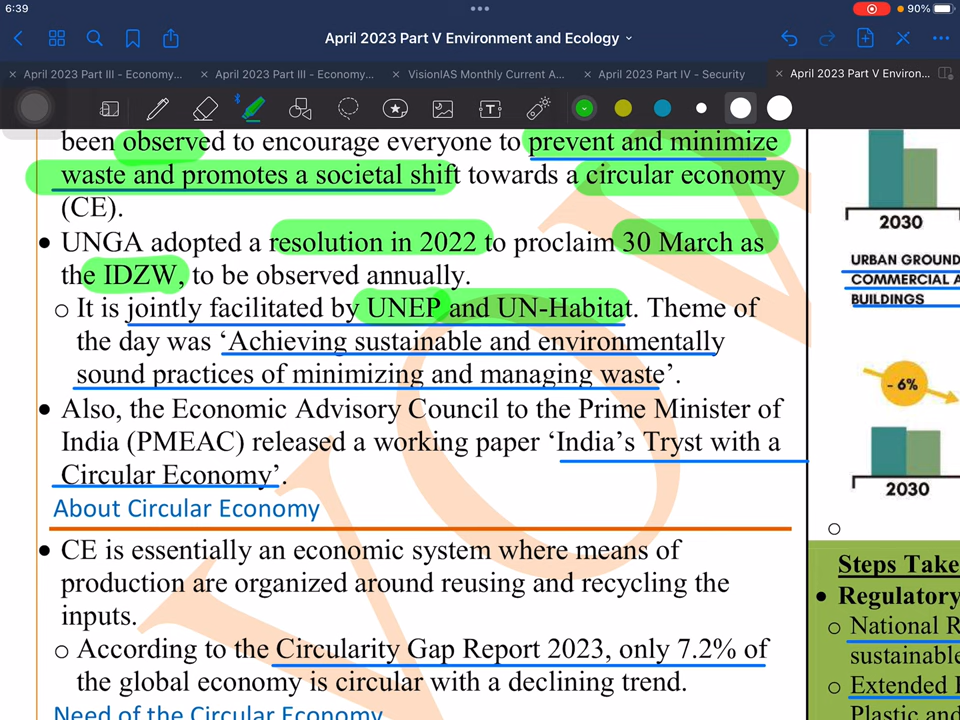 6:39
90%
April 2023 Part V Environment and Ecology
April 2023 Part III - Economy...
April 2023 Part III - Economy...
VisionIAS Monthly Current A...
April 2023 Part IV - Security
April 2023 Part V Environ...
been observed to encourage everyone to prevent and minimize
waste and promotes a societal shift towards a circular economy
(CE).
• UNGA adopted a resolution in 2022 to proclaim 30 March as
the IDZW, to be observed annually.
o It is jointly facilitated by UNEP and UN-Habitat. Theme of
the day was ‘Achieving sustainable and environmentally
sound practices of minimizing and managing waste’.
• Also, the Economic Advisory Council to the Prime Minister of
India (PMEAC) released a working paper ‘India’s Tryst with a
Circular Economy’.
About Circular Economy
• CE is essentially an economic system where means of
production are organized around reusing and recycling the
inputs.
o According to the Circularity Gap Report 2023, only 7.2% of
the global economy is circular with a declining trend.
Need of the Circular Economy
2030
URBAN GROUND
COMMERCIAL A
BUILDINGS
- 6%
2030
o
Steps Take
• Regulatory
o National R
sustainable
o Extended
Plastic and